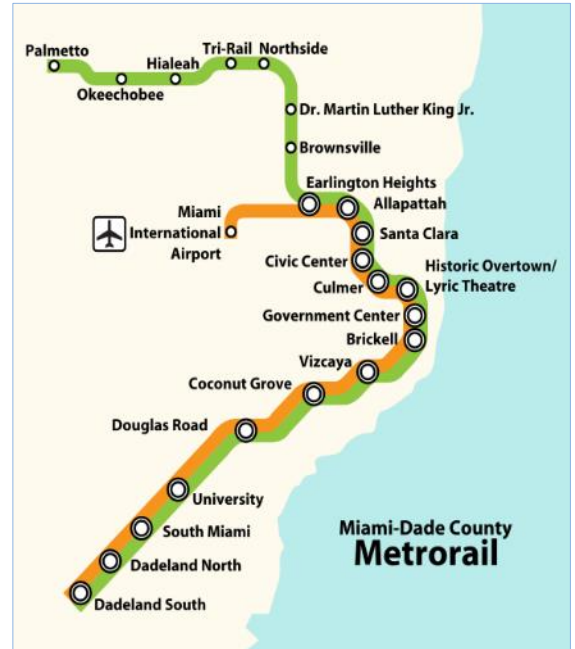 Palmetto
Okeechobee
Hialeah
Tri-Rail
Northside
Dr. Martin Luther King Jr.
Brownsville
Earlington Heights
Allapattah
Miami
International
Airport
Santa Clara
Civic Center
Culmer
Historic Overtown/
Lyric Theatre
Government Center
Brickell
Vizcaya
Coconut Grove
Douglas Road
University
South Miami
Dadeland North
Dadeland South
Miami-Dade County
Metrorail